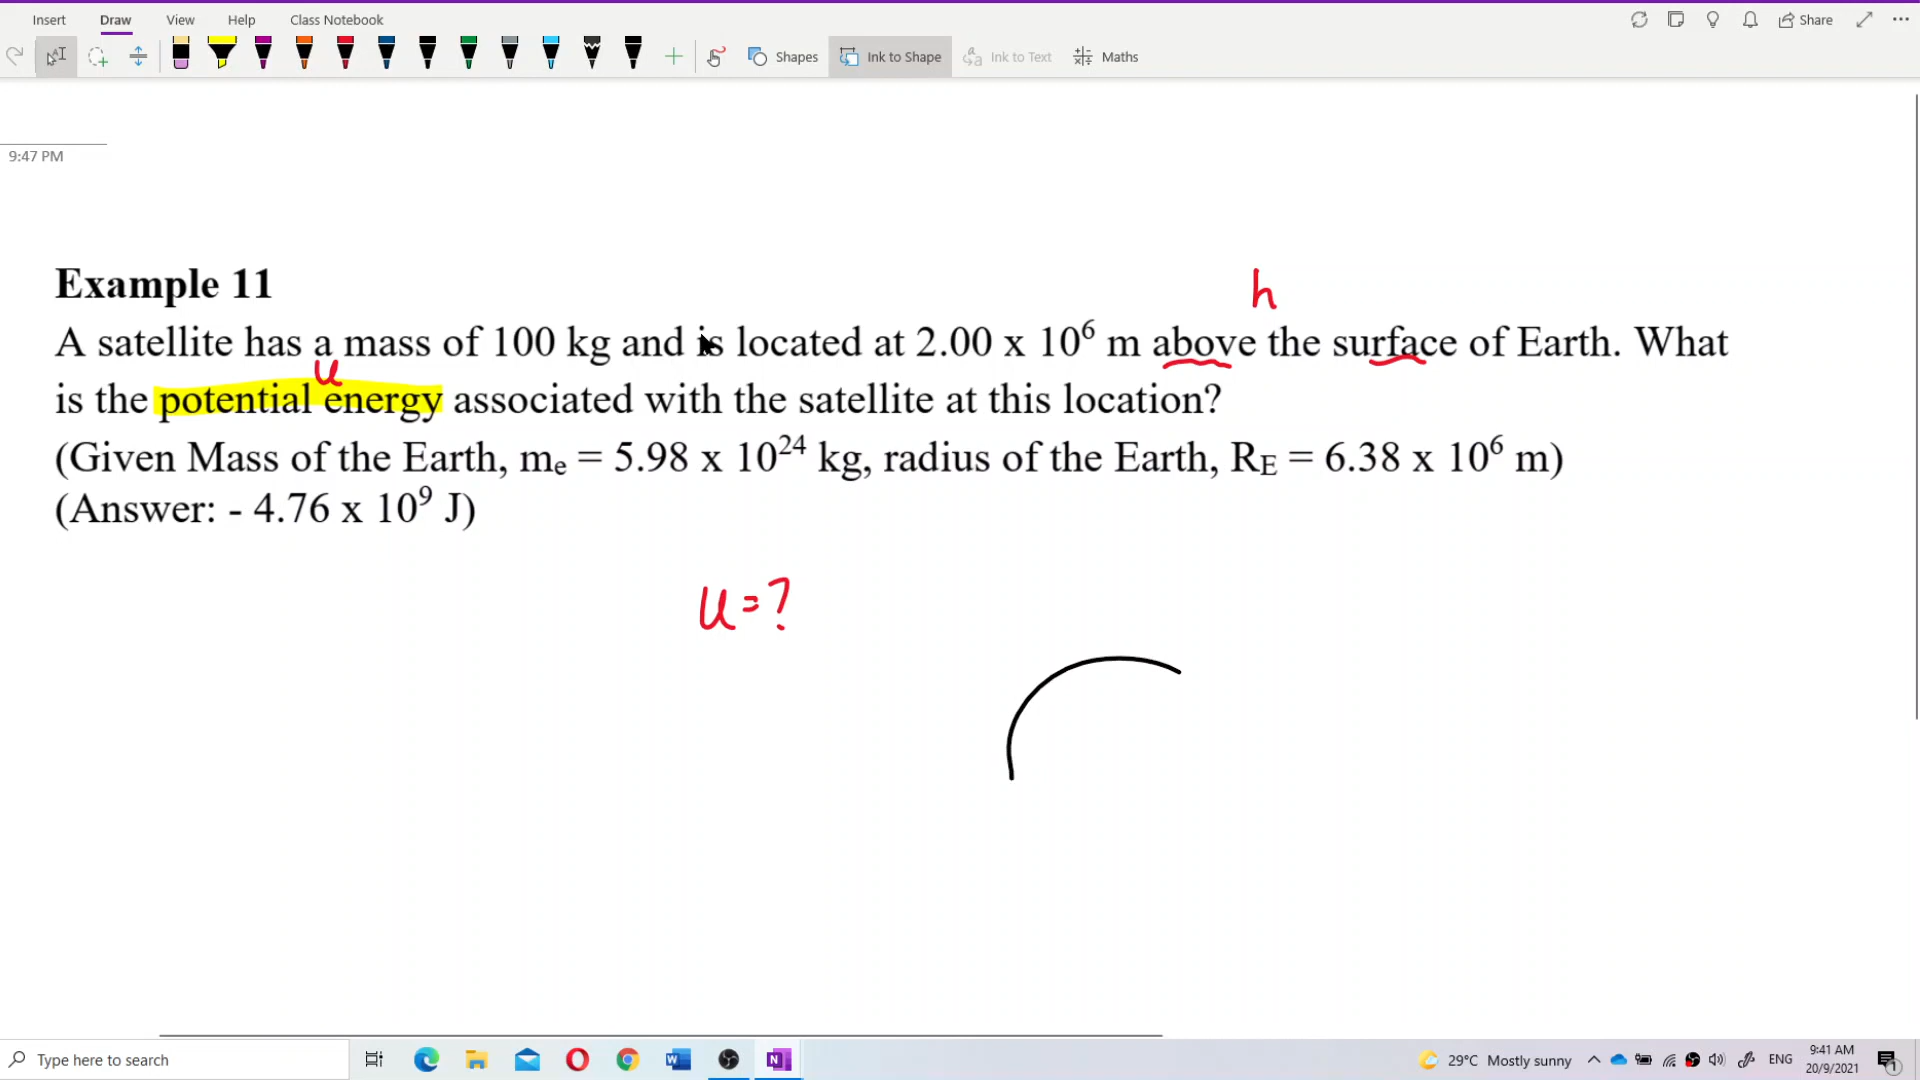 Insert Draw View Help Class Notebook Share
Shapes Ink to Shape Ink to Text Maths
9:47 PM
Example 11
h
A satellite has a mass of 100 kg and is located at 2.00 x 10⁶ m above the surface of Earth. What
u
is the potential energy associated with the satellite at this location?
(Given Mass of the Earth, mₑ = 5.98 x 10²⁴ kg, radius of the Earth, R_E = 6.38 x 10⁶ m)
(Answer: - 4.76 x 10⁹ J)
u = ?
Type here to search 29°C Mostly sunny ENG 9:41 AM
20/9/2021